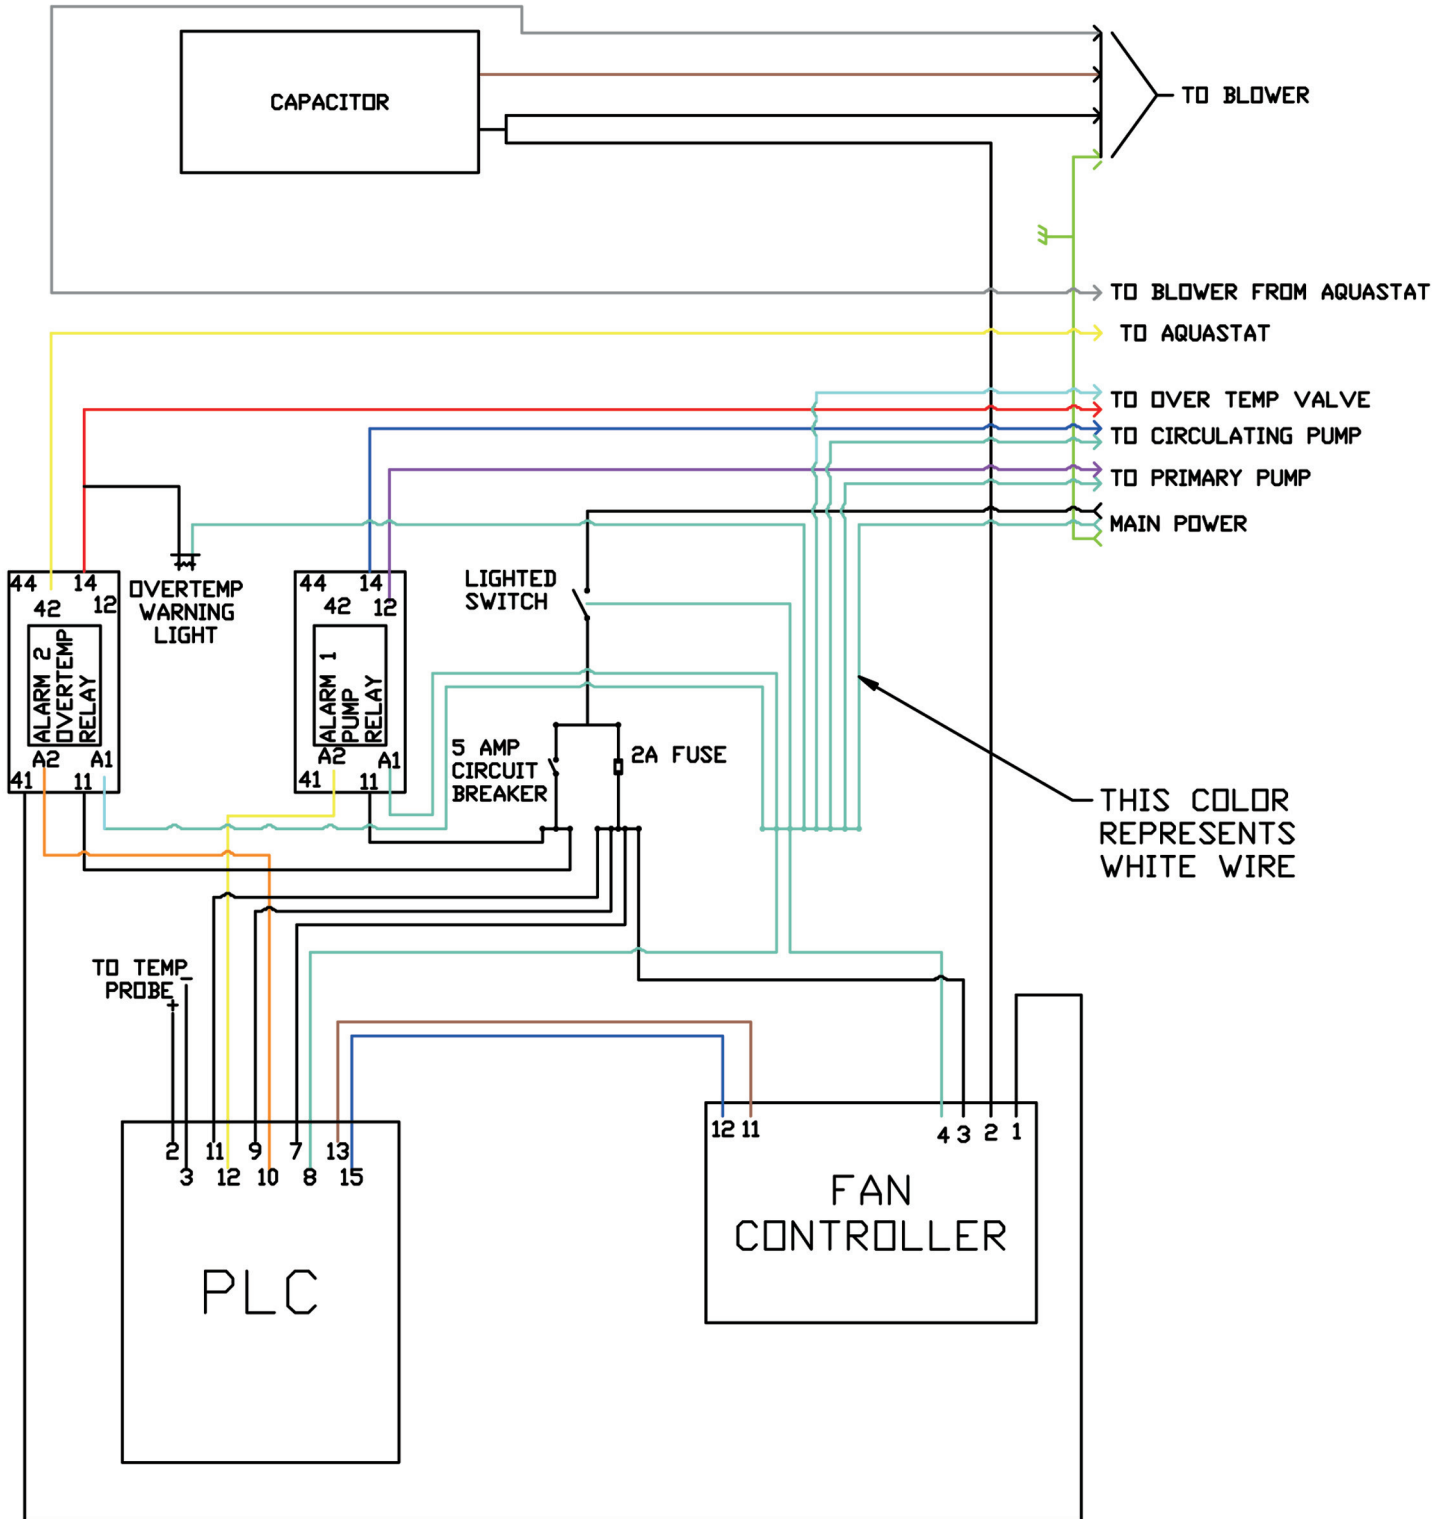 CAPACITOR
TO BLOWER
TO BLOWER FROM AQUASTAT
TO AQUASTAT
TO OVER TEMP VALVE
TO CIRCULATING PUMP
TO PRIMARY PUMP
MAIN POWER
44 14
42 12
ALARM 2
OVERTEMP
RELAY
A2 A1
41 11
OVERTEMP
WARNING
LIGHT
44 14
42 12
ALARM 1
PUMP
RELAY
A2 A1
41 11
LIGHTED
SWITCH
5 AMP
CIRCUIT
BREAKER
2A FUSE
THIS COLOR
REPRESENTS
WHITE WIRE
TO TEMP -
PROBE +
2 11 9 7 13
3 12 10 8 15
PLC
12 11 4 3 2 1
FAN
CONTROLLER